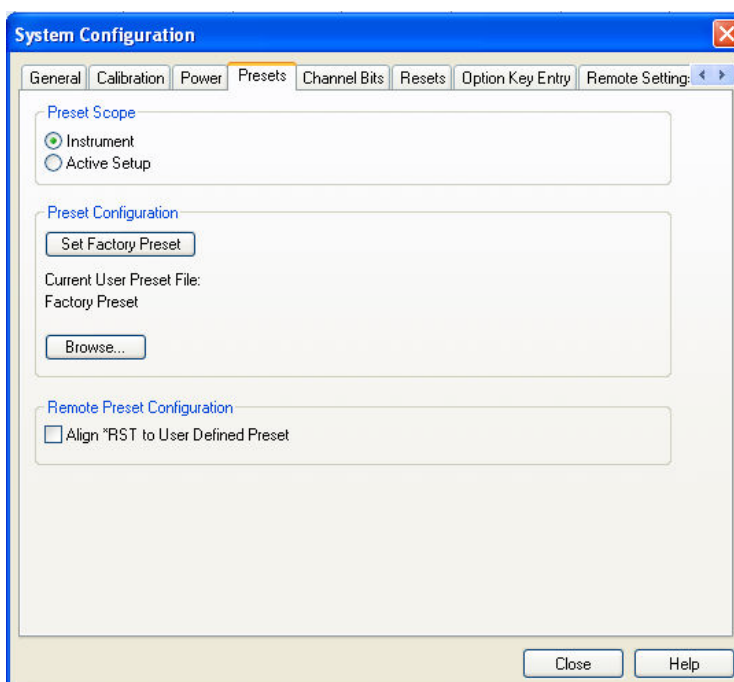 System Configuration
General Calibration Power Presets Channel Bits Resets Option Key Entry Remote Setting
Preset Scope
Instrument
Active Setup
Preset Configuration
Set Factory Preset
Current User Preset File:
Factory Preset
Browse...
Remote Preset Configuration
Align *RST to User Defined Preset
Close Help